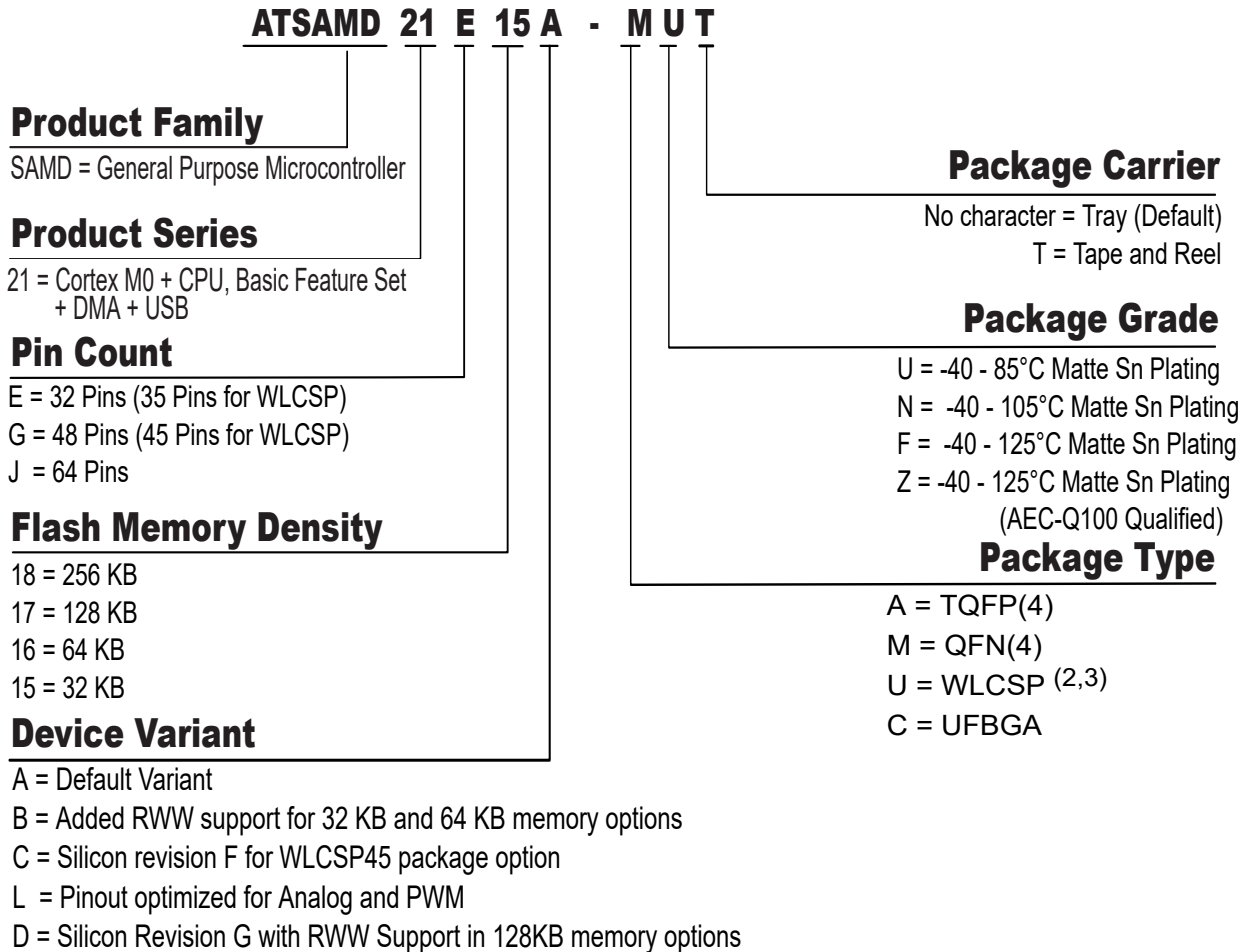 ATSAMD 21 E 15 A - M U T
Product Family
SAMD = General Purpose Microcontroller
Product Series
21 = Cortex M0 + CPU, Basic Feature Set
+ DMA + USB
Pin Count
E = 32 Pins (35 Pins for WLCSP)
G = 48 Pins (45 Pins for WLCSP)
J = 64 Pins
Flash Memory Density
18 = 256 KB
17 = 128 KB
16 = 64 KB
15 = 32 KB
Device Variant
A = Default Variant
B = Added RWW support for 32 KB and 64 KB memory options
C = Silicon revision F for WLCSP45 package option
L = Pinout optimized for Analog and PWM
D = Silicon Revision G with RWW Support in 128KB memory options
Package Carrier
No character = Tray (Default)
T = Tape and Reel
Package Grade
U = -40 - 85°C Matte Sn Plating
N = -40 - 105°C Matte Sn Plating
F = -40 - 125°C Matte Sn Plating
Z = -40 - 125°C Matte Sn Plating
(AEC-Q100 Qualified)
Package Type
A = TQFP(4)
M = QFN(4)
U = WLCSP (2,3)
C = UFBGA